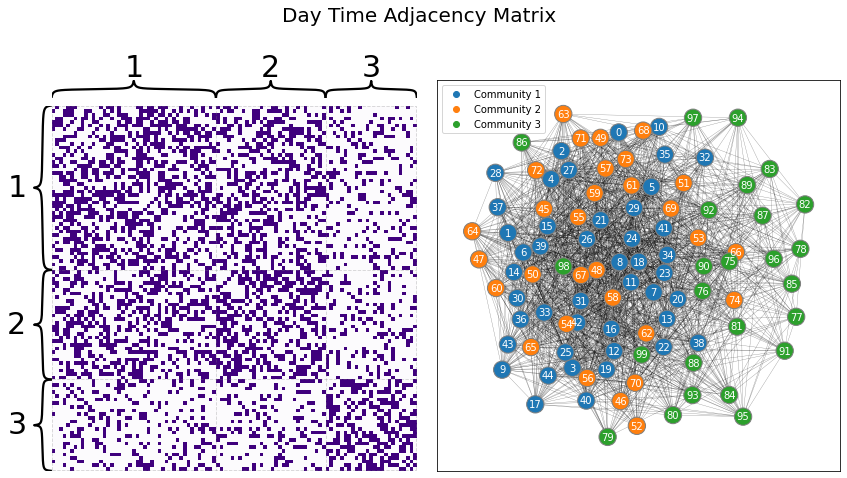 Day Time Adjacency Matrix
1 2 3
1
2
3
Community 1
Community 2
Community 3
63 97 94
71 49 0 68 10
86 2 73 35 32
72 27 57 83
28 4 59 61 5 51 89
37 45 55 21 29 69 92 87 82
64 1 15 26 24 41 53
47 6 39 8 18 34 66 75 96 78
14 50 98 67 48 11 23 90 85
60 30 31 58 7 20 76 74
36 33 54 42 16 62 13 81 77
43 65 25 12 99 22 38 91
9 44 3 56 19 70 88
17 40 46 93 84
79 52 80 95